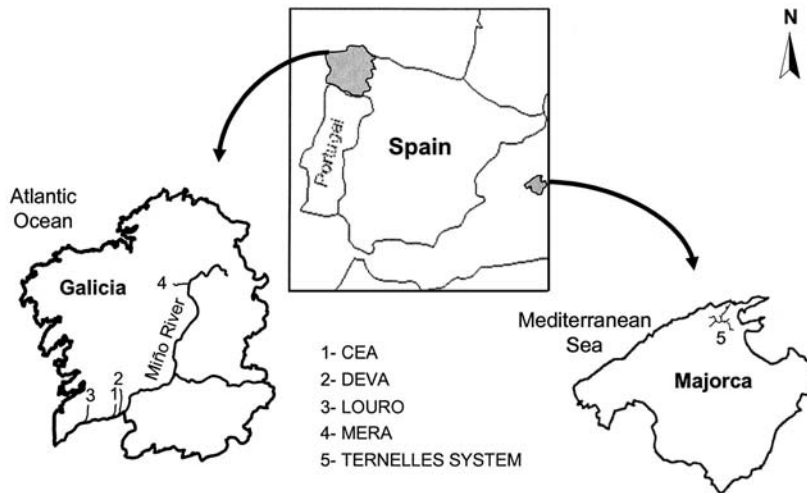 N
Spain
Portugal
Atlantic
Ocean
Galicia
4
Miño River
3
1
2
1- CEA
2- DEVA
3- LOURO
4- MERA
5- TERNELLES SYSTEM
Mediterranean
Sea
5
Majorca